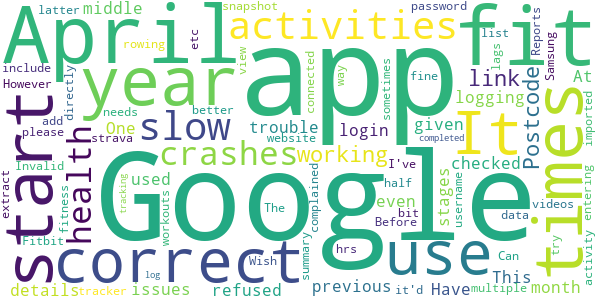 latter
middle
snapshot
password
April
activities
fit
rowing
etc
view
connected
way
sometimes
fine
list
lags
Reports
Samsung
include
However
directly
year
app
link
At
imported
add
needs
better
website
logging
please
One
slow
trouble
login
given
It
Postcode
times
start
health
strava
crashes
working
checked
entering
Invalid
used
I've
even
half
stages
username
extract
fitness
workouts
The
complained
Before
bit
data
videos
Google
tracking
Fitbit
correct
hrs
use
Can
activity
try
This
details
issues
refused
Wish
summary
previous
it'd
Have
multiple
month
tracker
log
completed